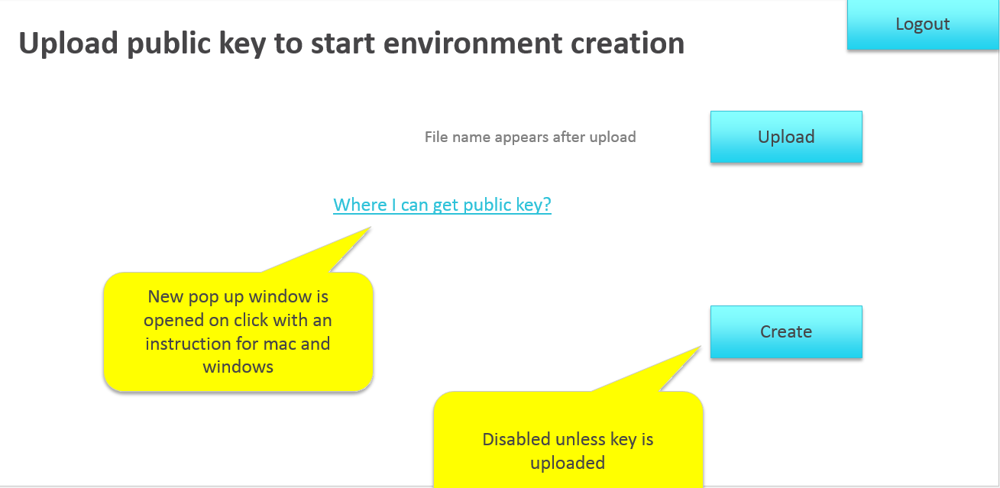 Logout
Upload public key to start environment creation
File name appears after upload
Upload
Where I can get public key?
New pop up window is
opened on click with an
instruction for mac and
windows
Create
Disabled unless key is
uploaded